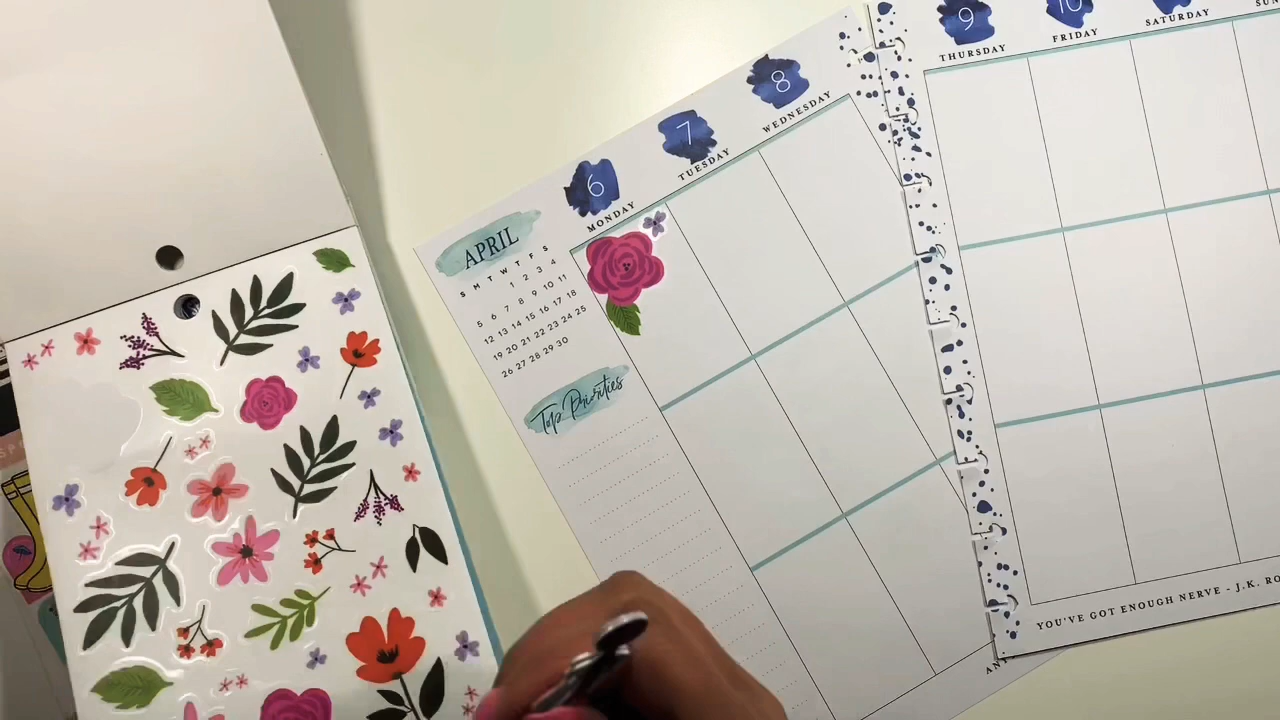 6
MONDAY
7
TUESDAY
8
WEDNESDAY
9
THURSDAY
10
FRIDAY
SATURDAY
APRIL
S M T W T F S
1 2 3 4
5 6 7 8 9 10 11
12 13 14 15 16 17 18
19 20 21 22 23 24 25
26 27 28 29 30
Top Priorities
YOU'VE GOT ENOUGH NERVE - J.K. RO